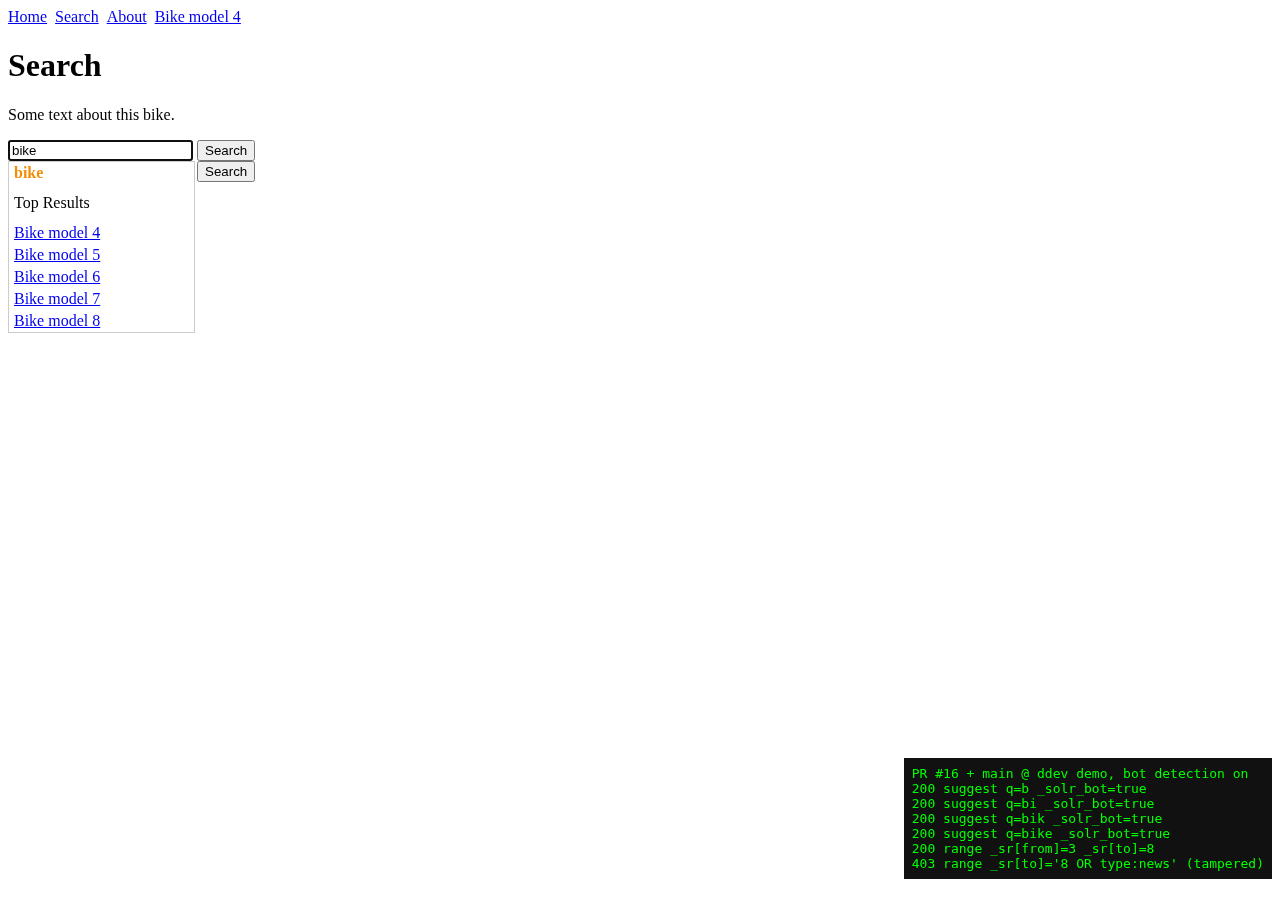 Home Search About Bike model 4
Search
Some text about this bike.
bike Search
bike Search
Top Results
Bike model 4
Bike model 5
Bike model 6
Bike model 7
Bike model 8
PR #16 + main @ ddev demo, bot detection on
200 suggest q=b _solr_bot=true
200 suggest q=bi _solr_bot=true
200 suggest q=bik _solr_bot=true
200 suggest q=bike _solr_bot=true
200 range _sr[from]=3 _sr[to]=8
403 range _sr[to]='8 OR type:news' (tampered)